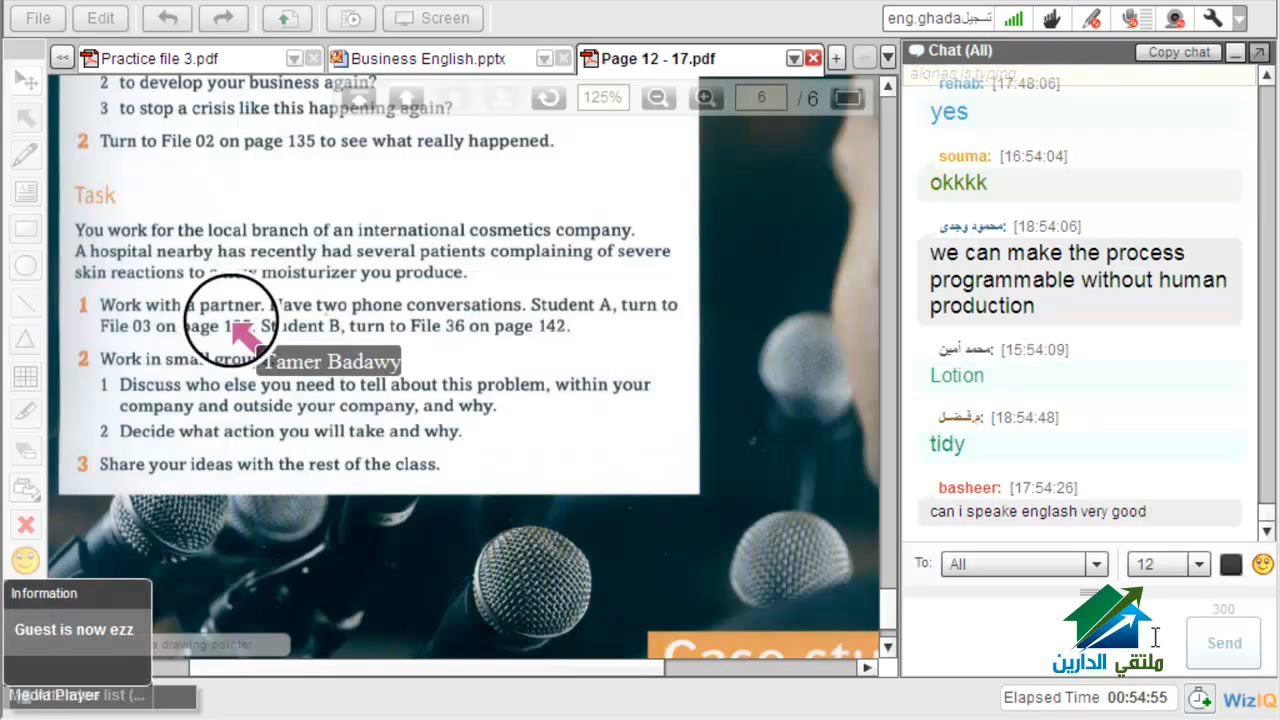 File
Edit
Screen
eng.ghada تسجيل
<< Practice file 3.pdf
Business English.pptx
Page 12 - 17.pdf
Chat (All)
Copy chat
alonas is typing
2 to develop your business again?
3 to stop a crisis like this happening again?
125%
6 / 6
2 Turn to File 02 on page 135 to see what really happened.
Task
You work for the local branch of an international cosmetics company.
A hospital nearby has recently had several patients complaining of severe
skin reactions to moisturizer you produce.
1 Work with a partner. Have two phone conversations. Student A, turn to
File 03 on page Student B, turn to File 36 on page 142.
Tamer Badawy
2 Work in small
1 Discuss who else you need to tell about this problem, within your
company and outside your company, and why.
2 Decide what action you will take and why.
3 Share your ideas with the rest of the class.
Case stu
rehab: [17:48:06]
yes
souma: [16:54:04]
okkkk
محمود وجدى: [18:54:06]
we can make the process
programmable without human
production
محمد أمين: [15:54:09]
Lotion
م.فضل: [18:54:48]
tidy
basheer: [17:54:26]
can i speake englash very good
To: All
12
300
Send
ملتقي الدارين
Information
Guest is now ezz
s drawing pointer
Media Player
list (...
Elapsed Time 00:54:55
WizIQ